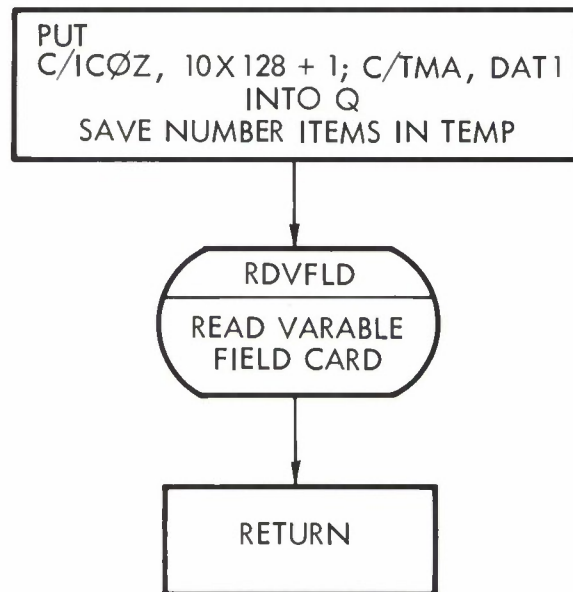 PUT
C/ICØZ, 10X128 + 1; C/TMA, DAT1
INTO Q
SAVE NUMBER ITEMS IN TEMP
RDVFLD
READ VARABLE
FIELD CARD
RETURN